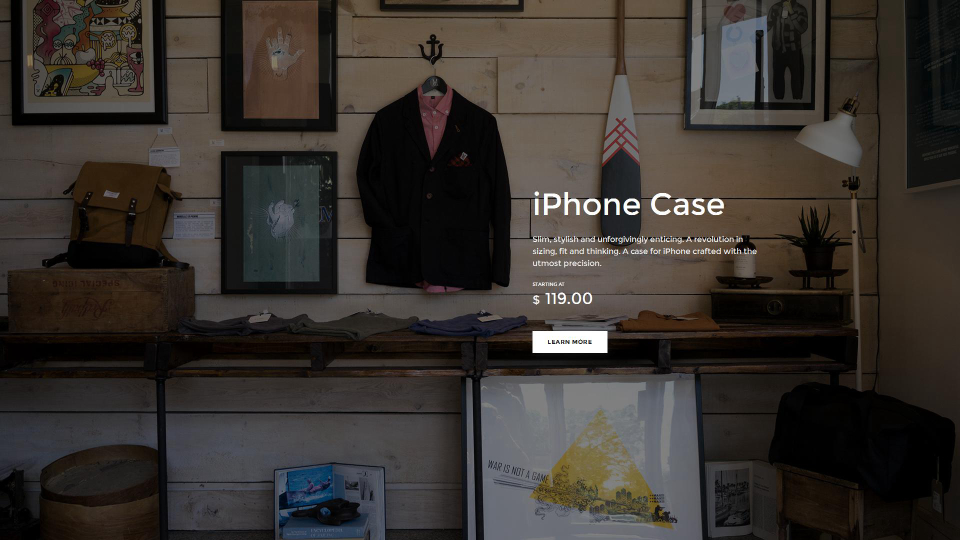 iPhone Case
Slim, stylish and unforgivingly enticing. A revolution in
sizing, fit and thinking. A case for iPhone crafted with the
utmost precision.
STARTING AT
$ 119.00
LEARN MORE
WAR IS NOT A GAME